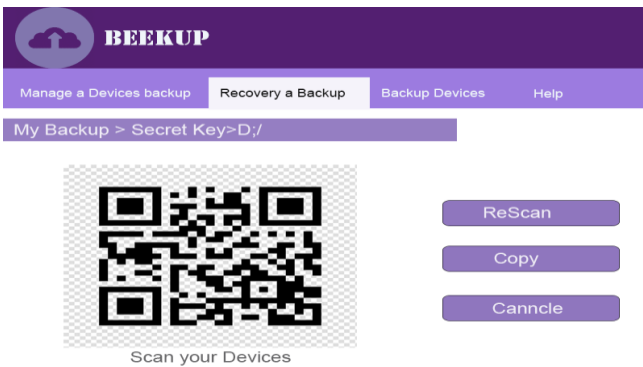 BEEKUP
Manage a Devices backup Recovery a Backup Backup Devices Help
My Backup > Secret Key>D;/
ReScan
Copy
Canncle
Scan your Devices